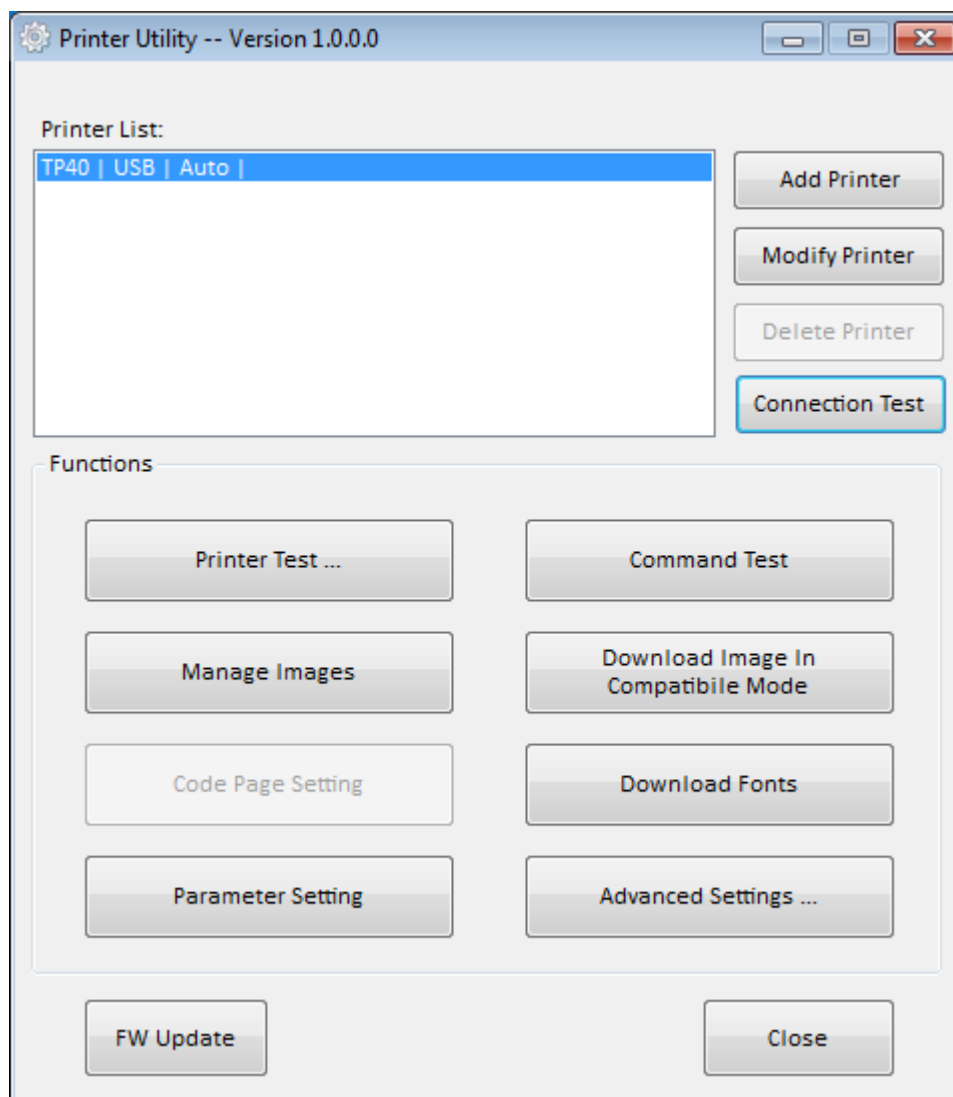 Printer Utility -- Version 1.0.0.0
Printer List:
TP40 | USB | Auto |
Add Printer
Modify Printer
Delete Printer
Connection Test
Functions
Printer Test ...
Command Test
Manage Images
Download Image In
Compatibile Mode
Code Page Setting
Download Fonts
Parameter Setting
Advanced Settings ...
FW Update
Close